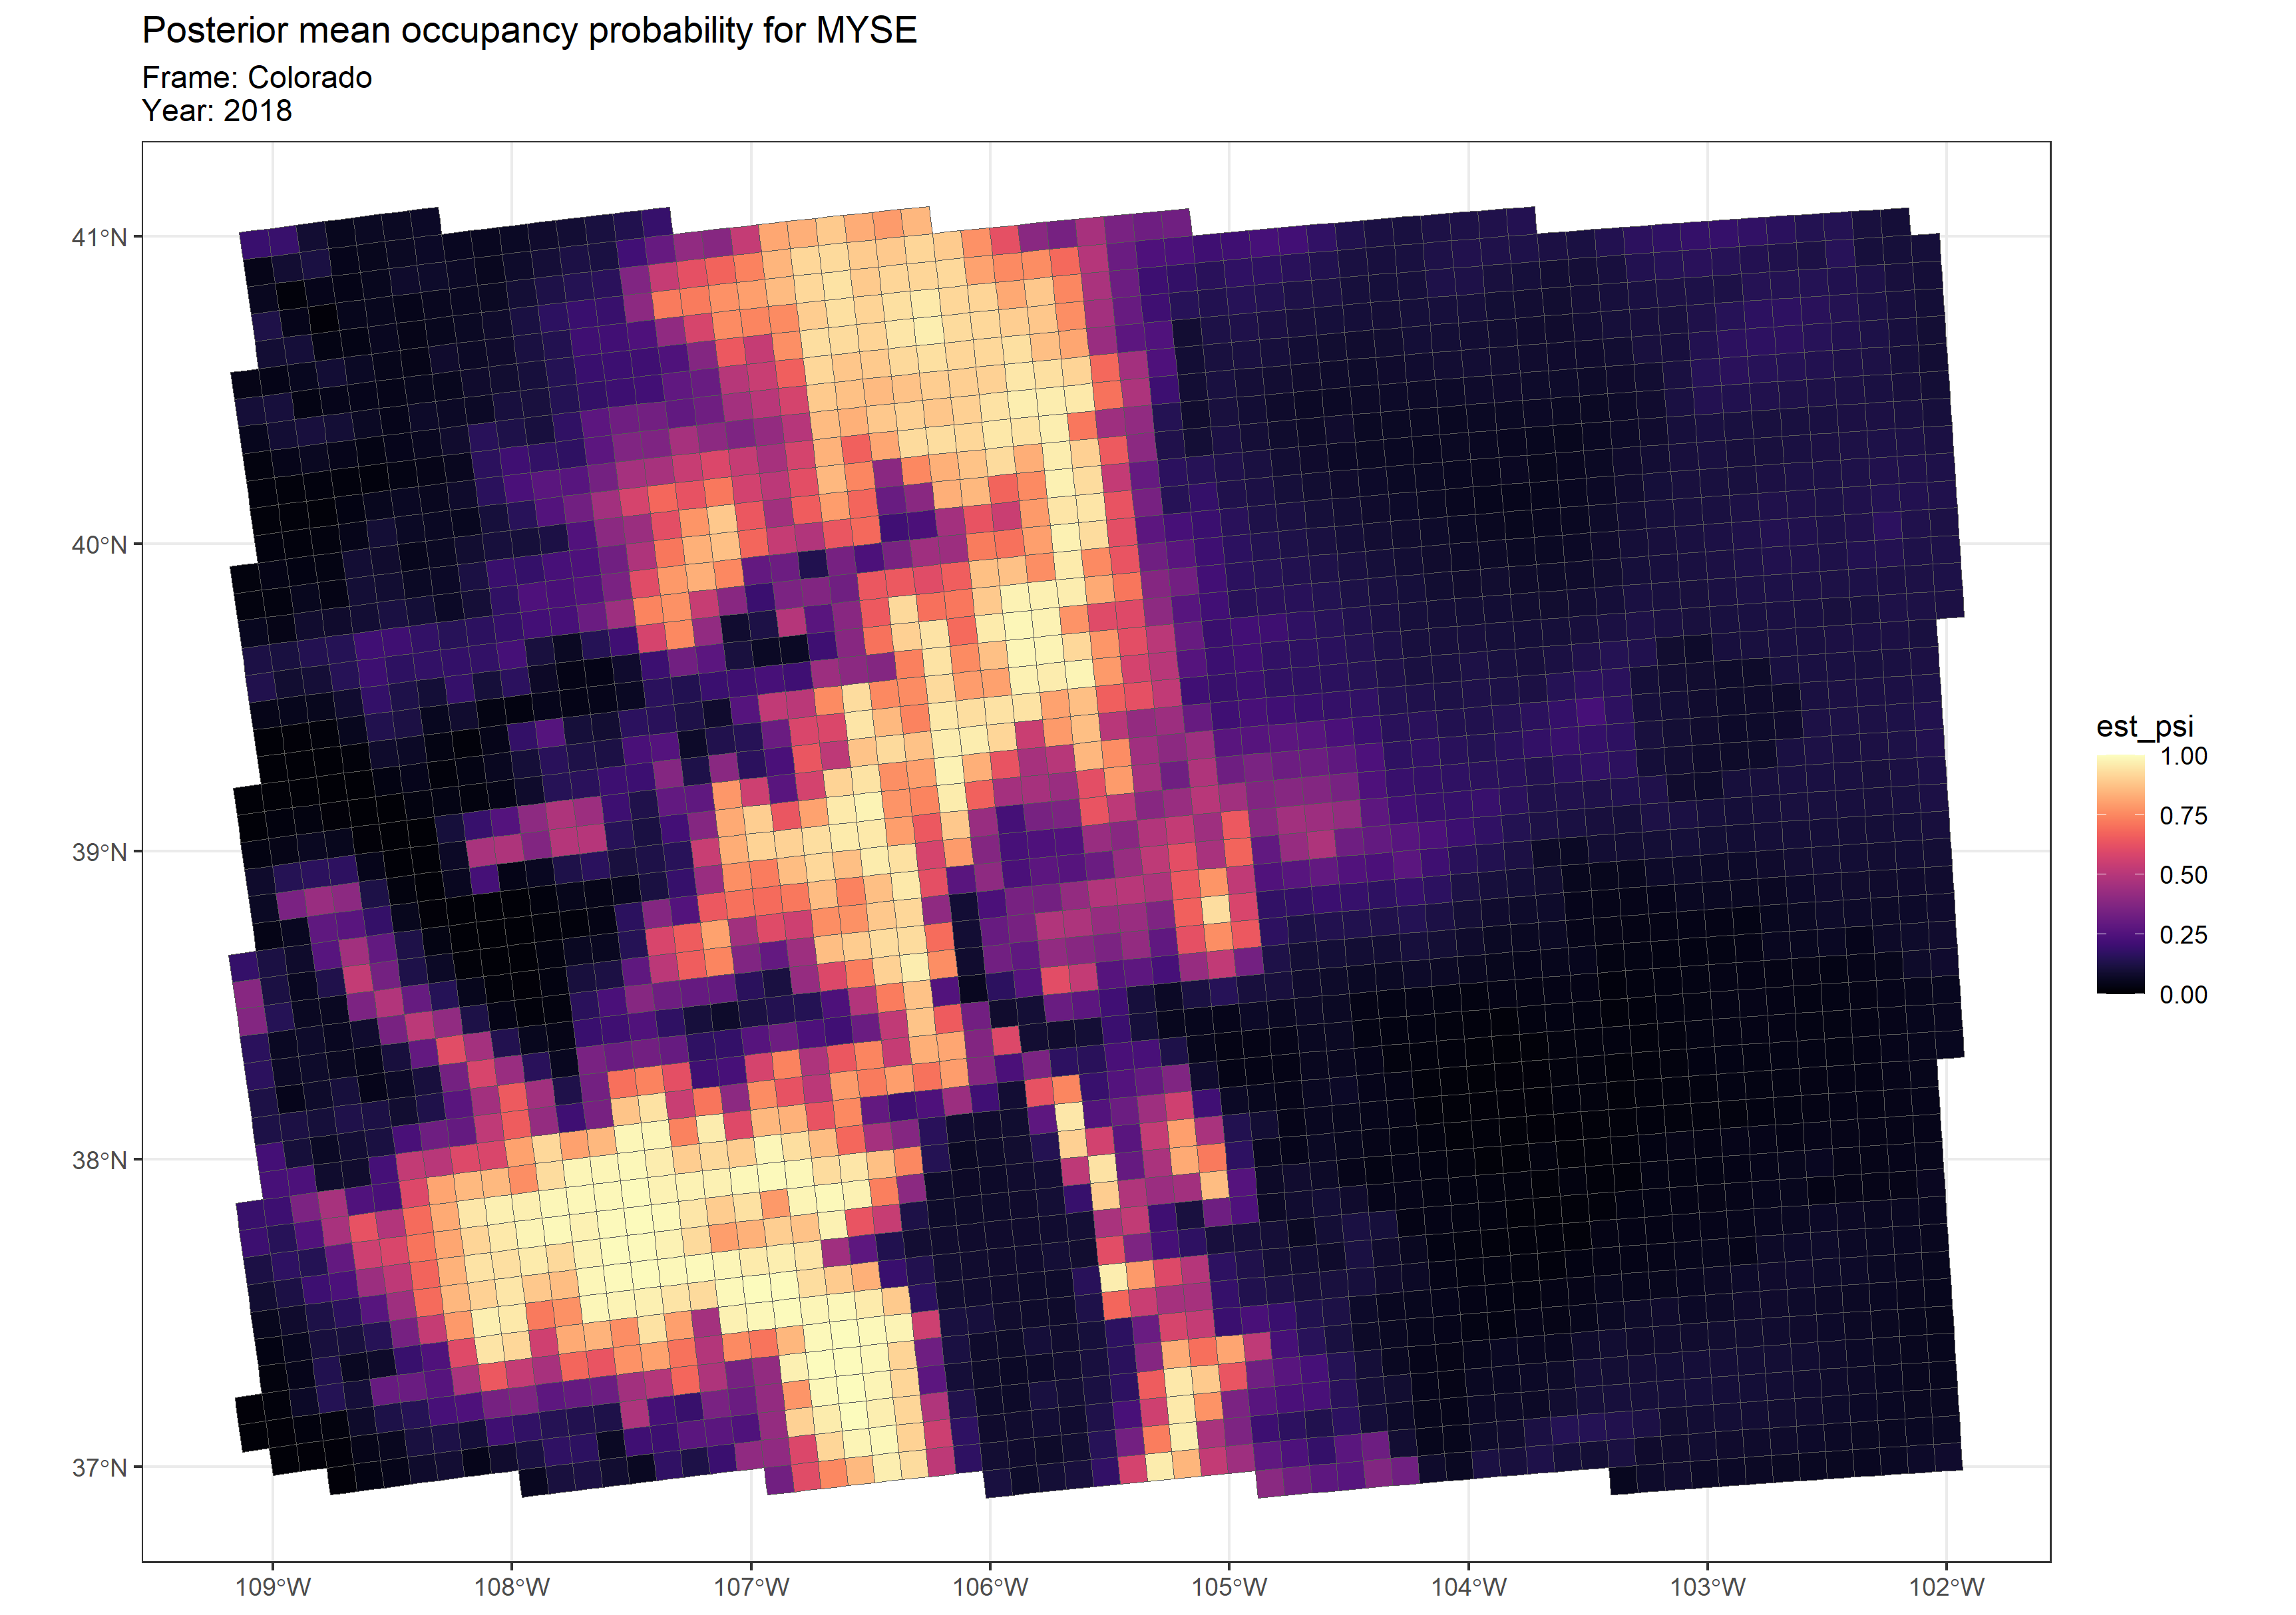 Posterior mean occupancy probability for MYSE
Frame: Colorado
Year: 2018
41°N
40°N
39°N
38°N
37°N
109°W 108°W 107°W 106°W 105°W 104°W 103°W 102°W
est_psi
1.00
0.75
0.50
0.25
0.00